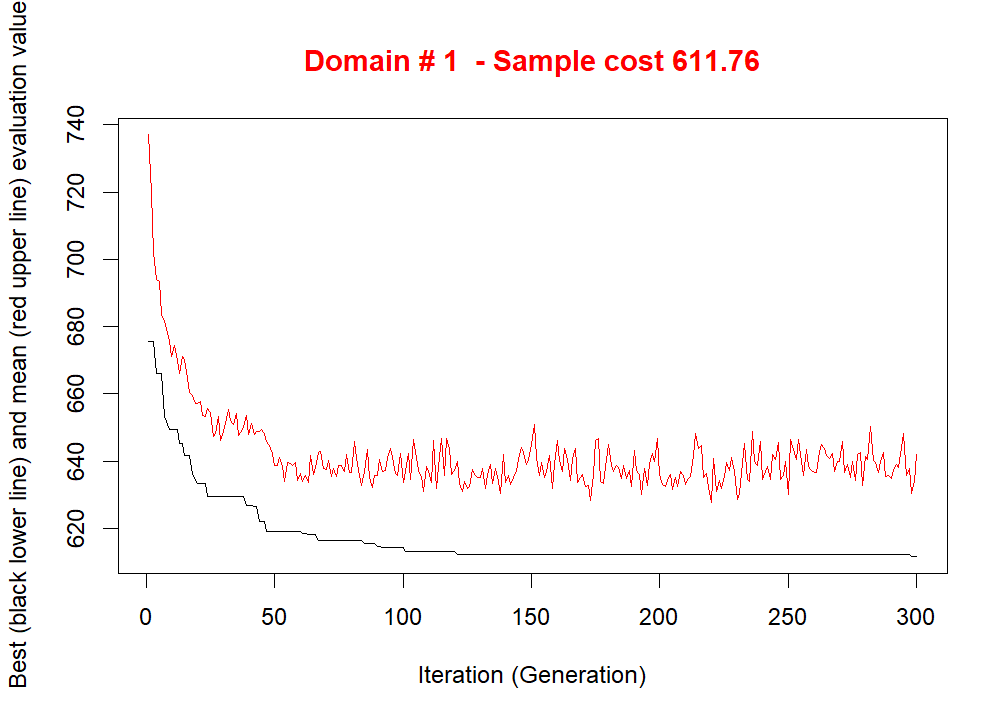 Domain # 1  - Sample cost 611.76
Best (black lower line) and mean (red upper line) evaluation value
740
720
700
680
660
640
620
0 50 100 150 200 250 300
Iteration (Generation)